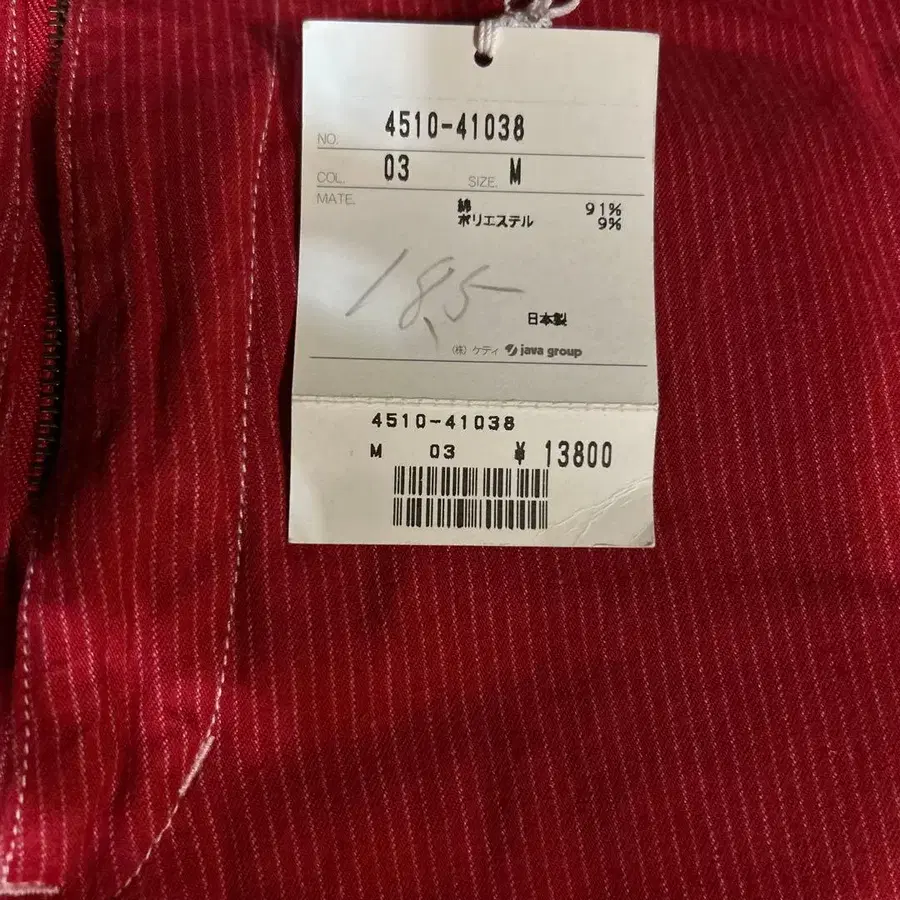 NO. 4510-41038
COL. 03 SIZE. M
MATE. 綿 91%
ポリエステル 9%
18,5
日本製
(株) ケティ java group
4510-41038
M 03 ¥ 13800